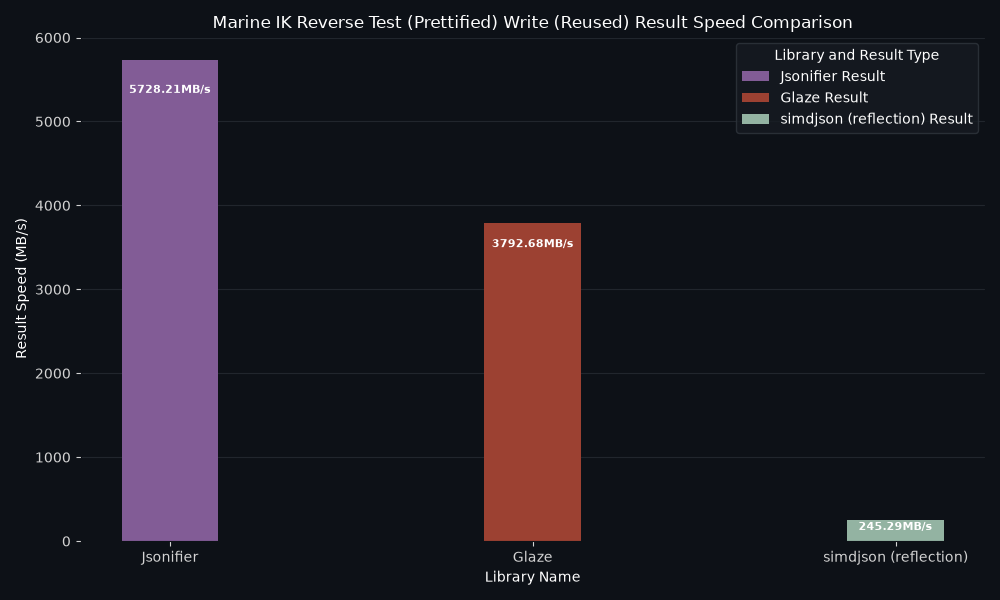 Marine IK Reverse Test (Prettified) Write (Reused) Result Speed Comparison
6000
5000
4000
3000
2000
1000
0
Result Speed (MB/s)
5728.21MB/s
3792.68MB/s
245.29MB/s
Library and Result Type
Jsonifier Result
Glaze Result
simdjson (reflection) Result
Jsonifier
Glaze
simdjson (reflection)
Library Name